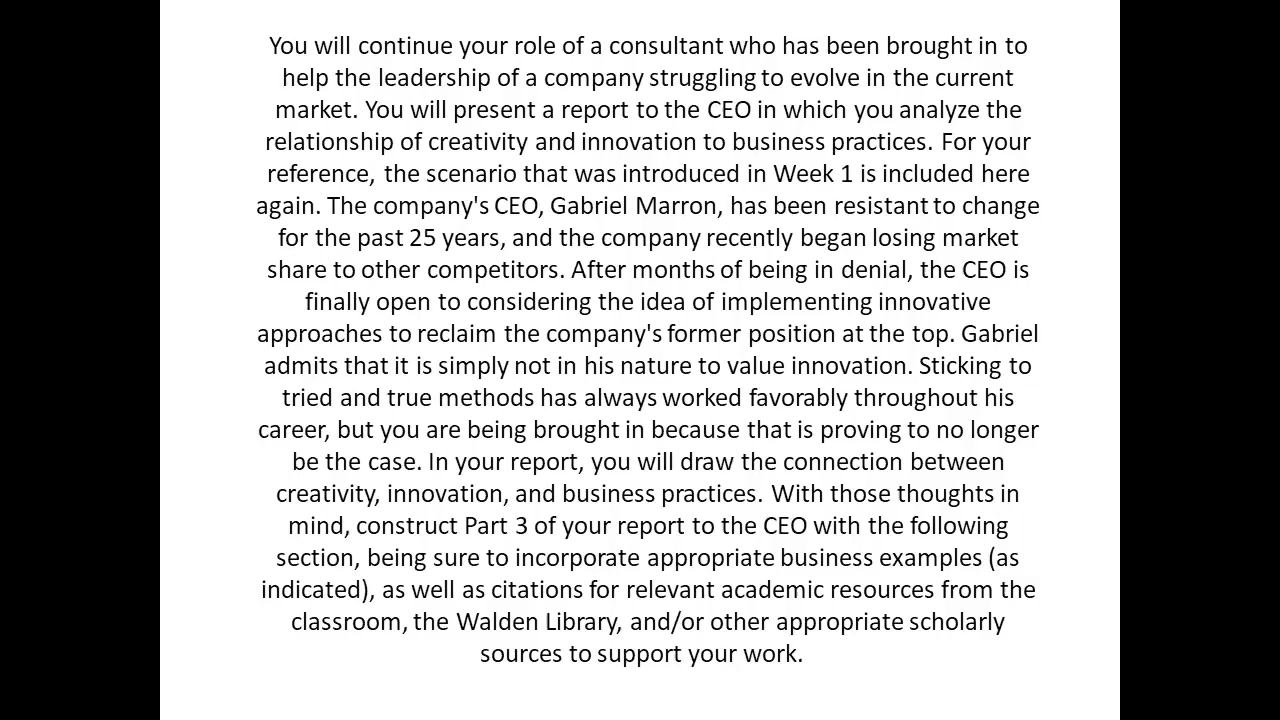 You will continue your role of a consultant who has been brought in to
help the leadership of a company struggling to evolve in the current
market. You will present a report to the CEO in which you analyze the
relationship of creativity and innovation to business practices. For your
reference, the scenario that was introduced in Week 1 is included here
again. The company's CEO, Gabriel Marron, has been resistant to change
for the past 25 years, and the company recently began losing market
share to other competitors. After months of being in denial, the CEO is
finally open to considering the idea of implementing innovative
approaches to reclaim the company's former position at the top. Gabriel
admits that it is simply not in his nature to value innovation. Sticking to
tried and true methods has always worked favorably throughout his
career, but you are being brought in because that is proving to no longer
be the case. In your report, you will draw the connection between
creativity, innovation, and business practices. With those thoughts in
mind, construct Part 3 of your report to the CEO with the following
section, being sure to incorporate appropriate business examples (as
indicated), as well as citations for relevant academic resources from the
classroom, the Walden Library, and/or other appropriate scholarly
sources to support your work.